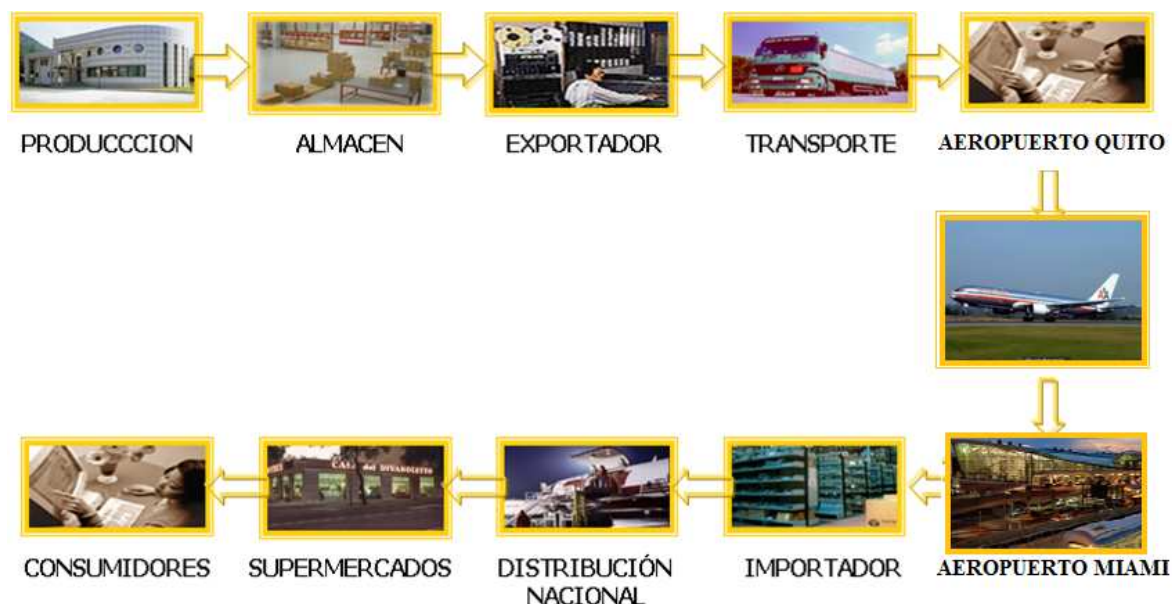 PRODUCCCION
ALMACEN
EXPORTADOR
TRANSPORTE
AEROPUERTO QUITO
AEROPUERTO MIAMI
IMPORTADOR
DISTRIBUCIÓN
NACIONAL
SUPERMERCADOS
CONSUMIDORES